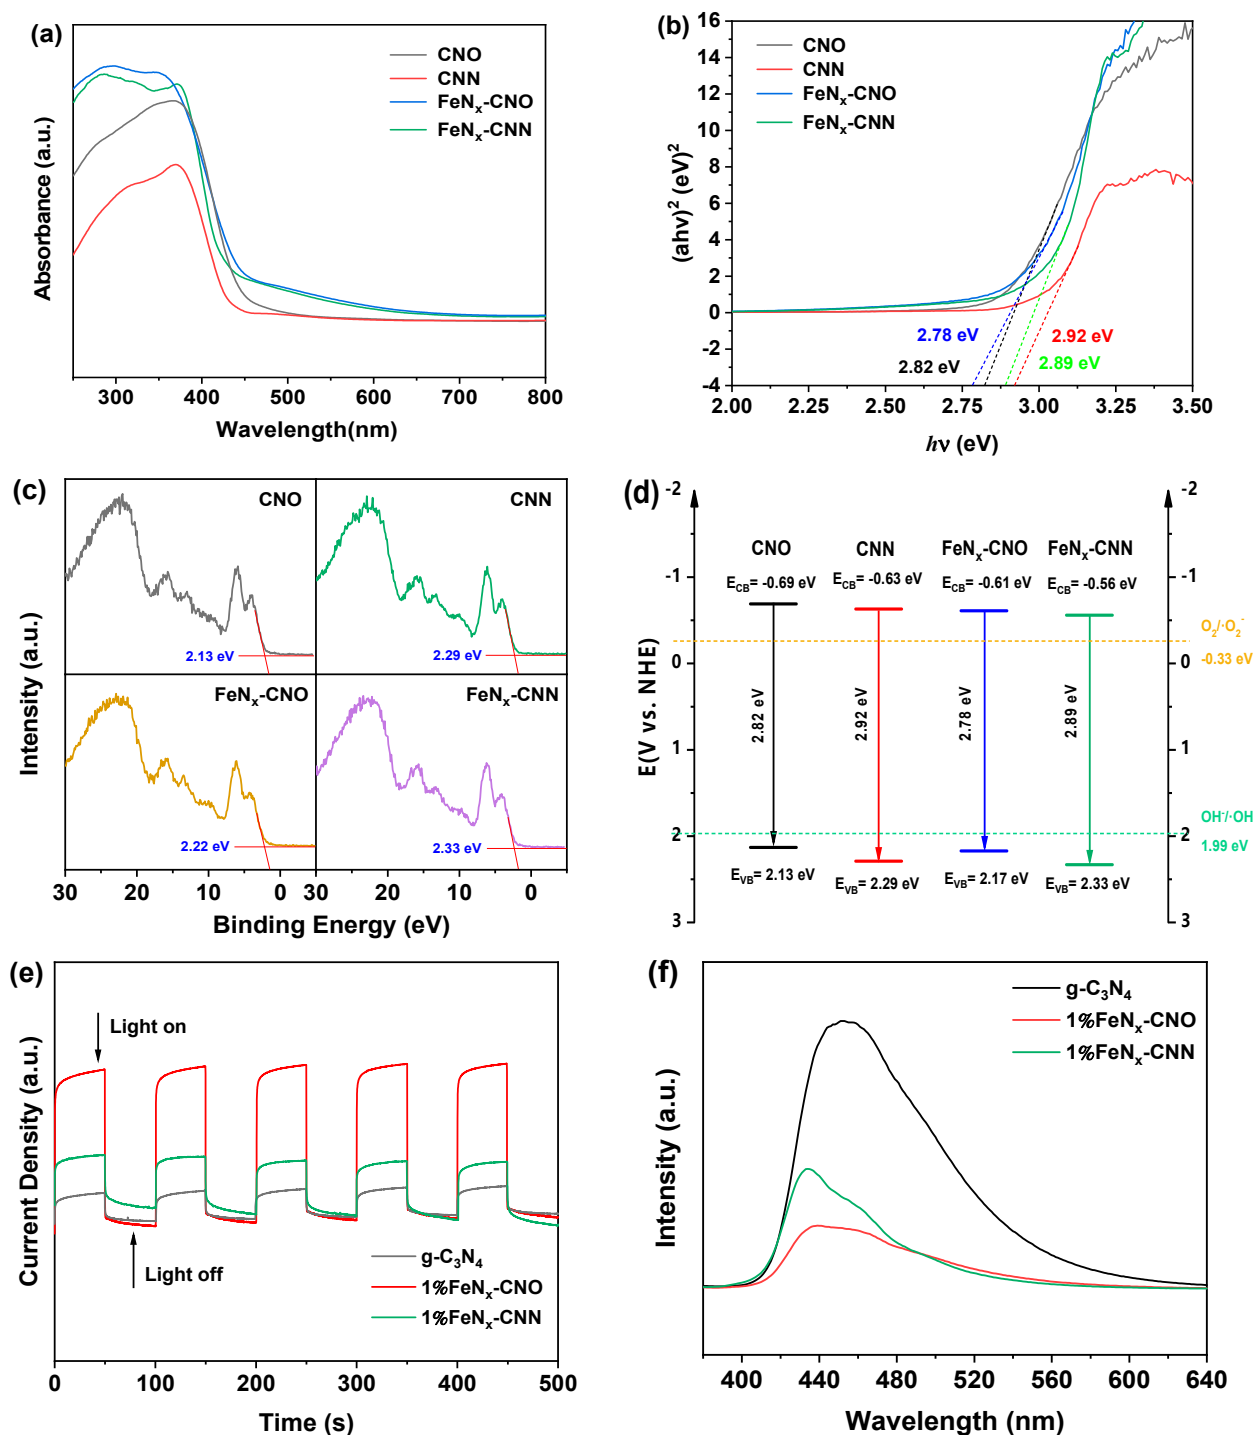 (a)
CNO
CNN
FeNx-CNO
FeNx-CNN
Absorbance (a.u.)
300 400 500 600 700 800
Wavelength(nm)
(b)
CNO
CNN
FeNx-CNO
FeNx-CNN
(ahv)² (eV)²
16
14
12
10
8
6
4
2
0
-2
-4
2.78 eV
2.92 eV
2.82 eV
2.89 eV
2.00 2.25 2.50 2.75 3.00 3.25 3.50
hν (eV)
(c)
CNO
CNN
2.13 eV
2.29 eV
FeNx-CNO
FeNx-CNN
2.22 eV
2.33 eV
Intensity (a.u.)
30 20 10 0 20 10 0
Binding Energy (eV)
(d)
-2 -2
CNO CNN FeNx-CNO FeNx-CNN
-1 -1
ECB= -0.69 eV ECB= -0.63 eV ECB= -0.61 eV ECB= -0.56 eV
O2/·O2-
-0.33 eV
0 0
E(V vs. NHE)
2.82 eV 2.92 eV 2.78 eV 2.89 eV
1 1
OH-/·OH
2 2
1.99 eV
EVB= 2.13 eV EVB= 2.29 eV EVB= 2.17 eV EVB= 2.33 eV
3 3
(e)
Light on
Light off
g-C3N4
1%FeNx-CNO
1%FeNx-CNN
Current Density (a.u.)
0 100 200 300 400 500
Time (s)
(f)
g-C3N4
1%FeNx-CNO
1%FeNx-CNN
Intensity (a.u.)
400 440 480 520 560 600 640
Wavelength (nm)